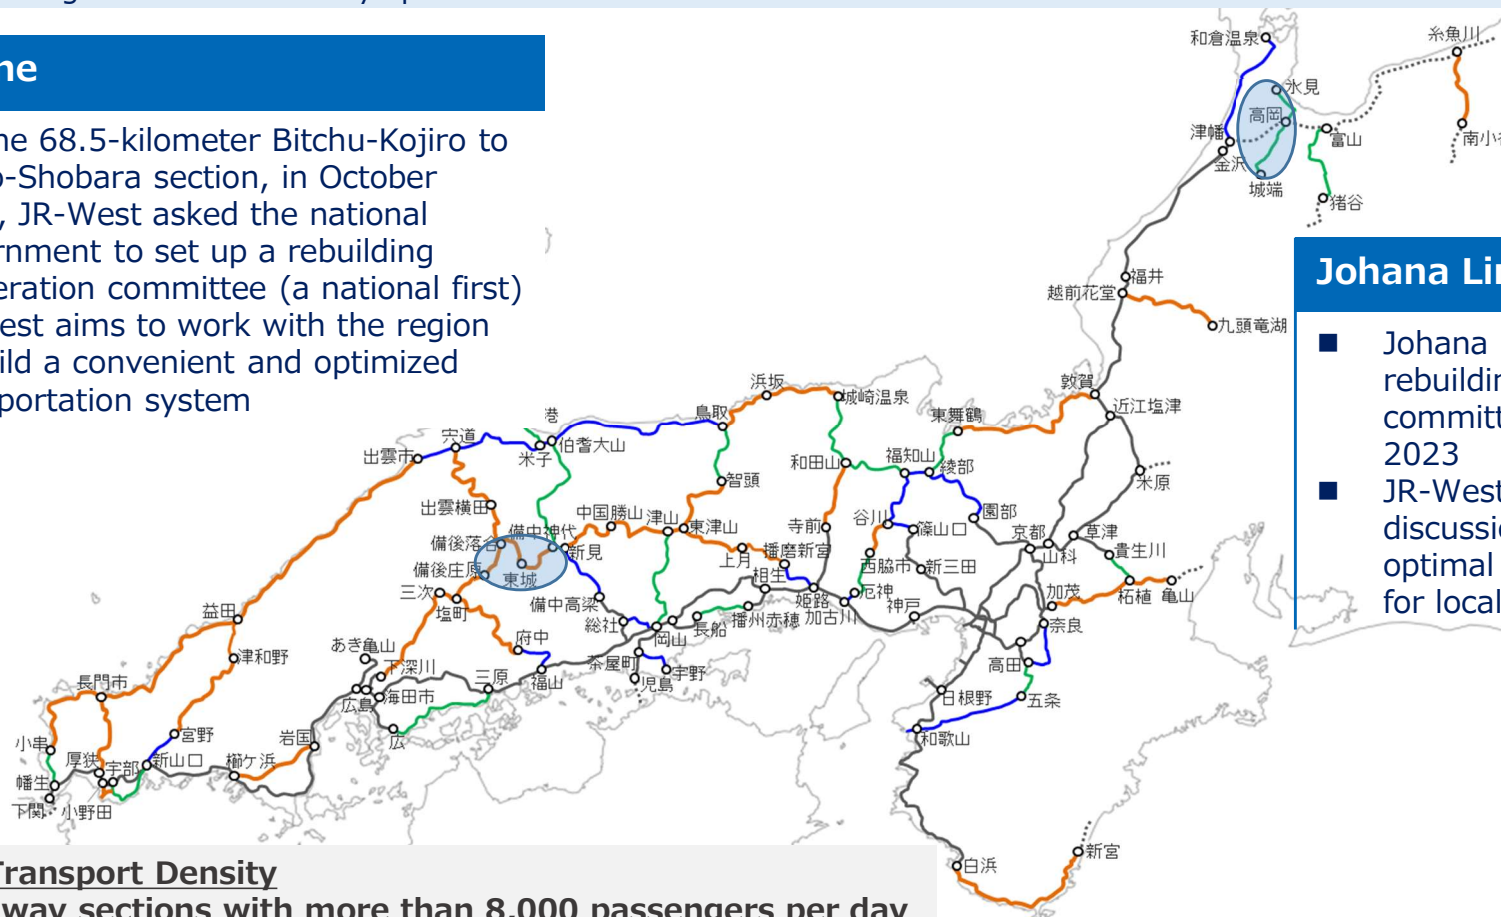 ne
ne 68.5-kilometer Bitchu-Kojiro to
o-Shobara section, in October
, JR-West asked the national
rnment to set up a rebuilding
eration committee (a national first)
est aims to work with the region
ild a convenient and optimized
portation system
和倉温泉
糸魚川
氷見
高岡
津幡
富山
南小
金沢
城端
猪谷
福井
越前花堂
九頭竜湖
Johana Li
Johana
rebuildin
committ
2023
JR-West
discussi
optimal
for local
敦賀
近江塩津
浜坂
城崎温泉
鳥取
東舞鶴
港
宍道
伯耆大山
米子
出雲市
和田山
福知山
綾部
米原
智頭
出雲横田
中国勝山
津山
東津山
寺前
谷川
篠山口
園部
京都
草津
山科
貴生川
備後落合
備中神代
新見
上月
播磨新宮
西脇市
新三田
備後庄原
東城
相生
三次
塩町
備中高梁
姫路
加古川
厄神
神戸
加茂
柘植
亀山
益田
総社
岡山
長船
播州赤穂
奈良
あき亀山
府中
津和野
下深川
三原
福山
茶屋町
宇野
児島
高田
長門市
広島
海田市
日根野
五条
小串
宮野
岩国
広
和歌山
厚狭
宇部
新山口
櫛ケ浜
幡生
下関
小野田
白浜
新宮
Transport Density
way sections with more than 8,000 passengers per day